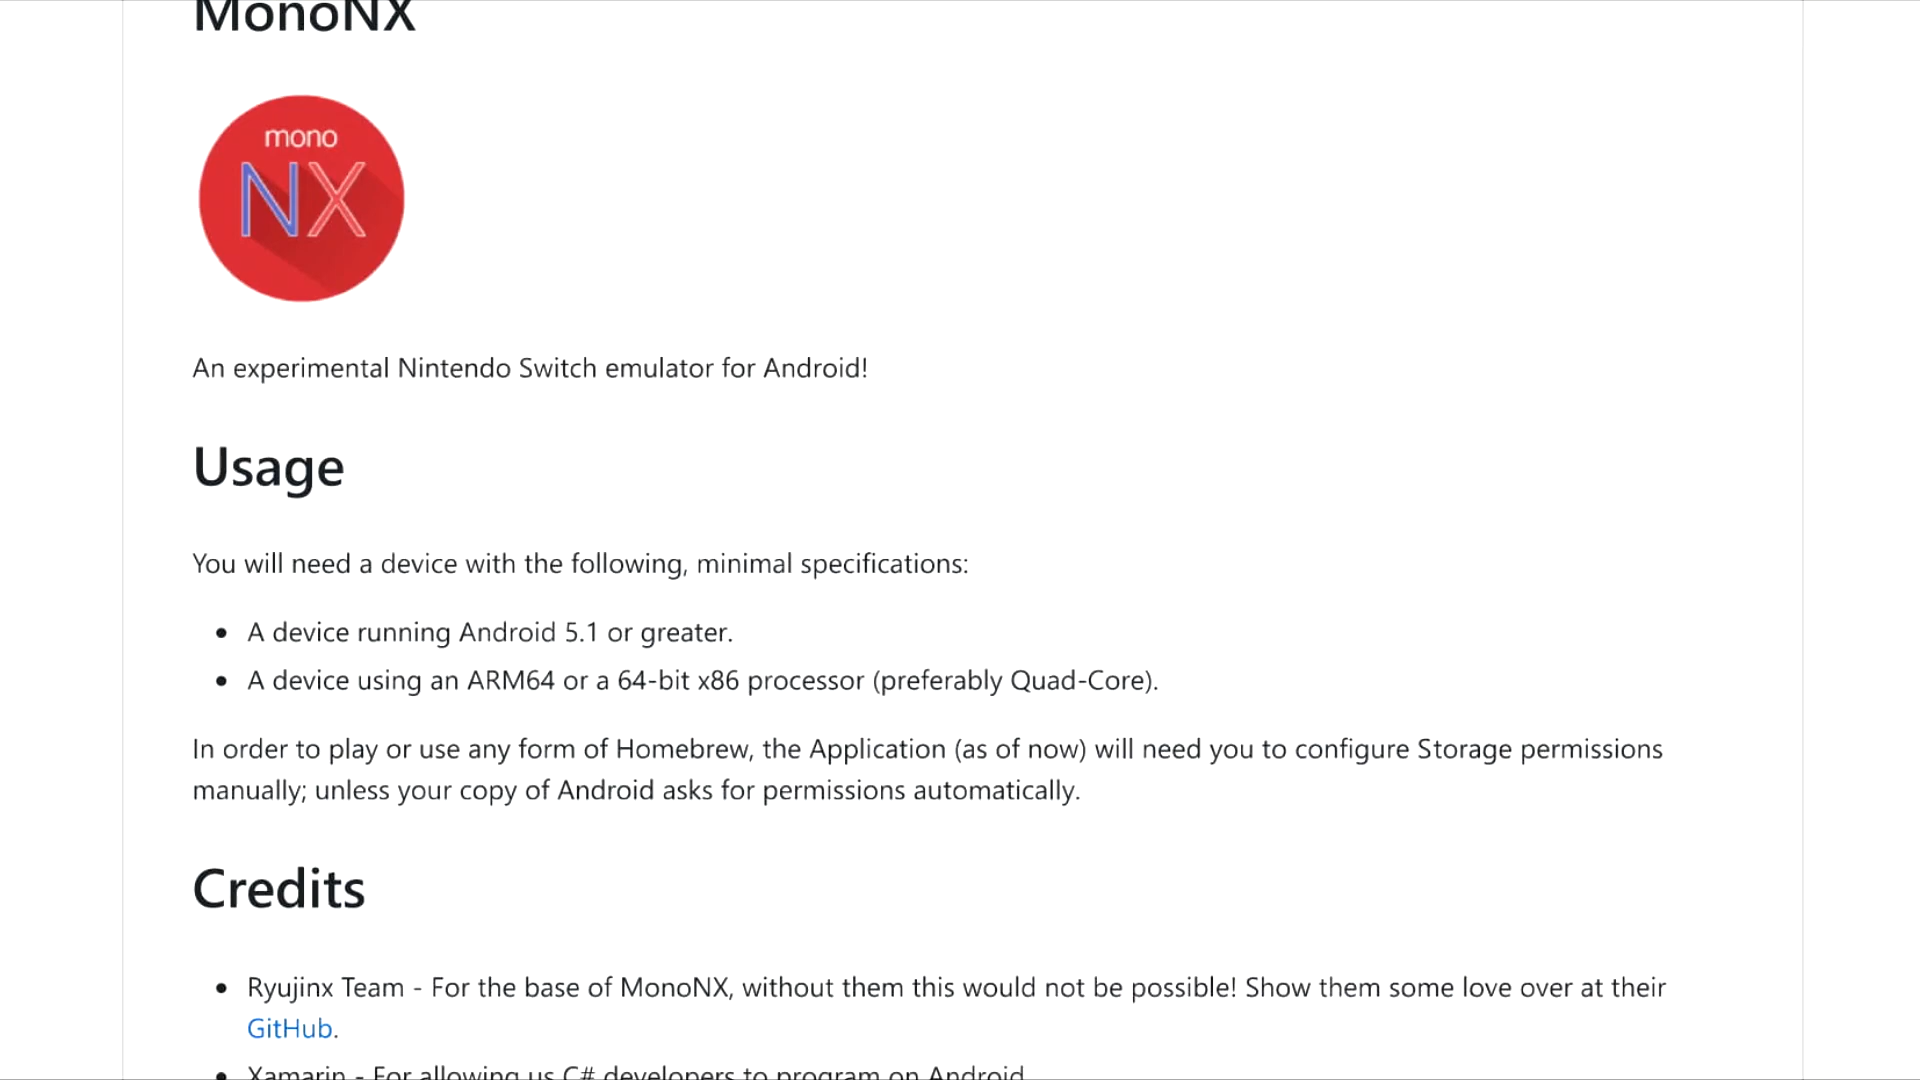 MonoNX
mono
NX
An experimental Nintendo Switch emulator for Android!
Usage
You will need a device with the following, minimal specifications:
A device running Android 5.1 or greater.
A device using an ARM64 or a 64-bit x86 processor (preferably Quad-Core).
In order to play or use any form of Homebrew, the Application (as of now) will need you to configure Storage permissions
manually; unless your copy of Android asks for permissions automatically.
Credits
Ryujinx Team - For the base of MonoNX, without them this would not be possible! Show them some love over at their
GitHub.
Xamarin - For allowing us C# developers to program on Android